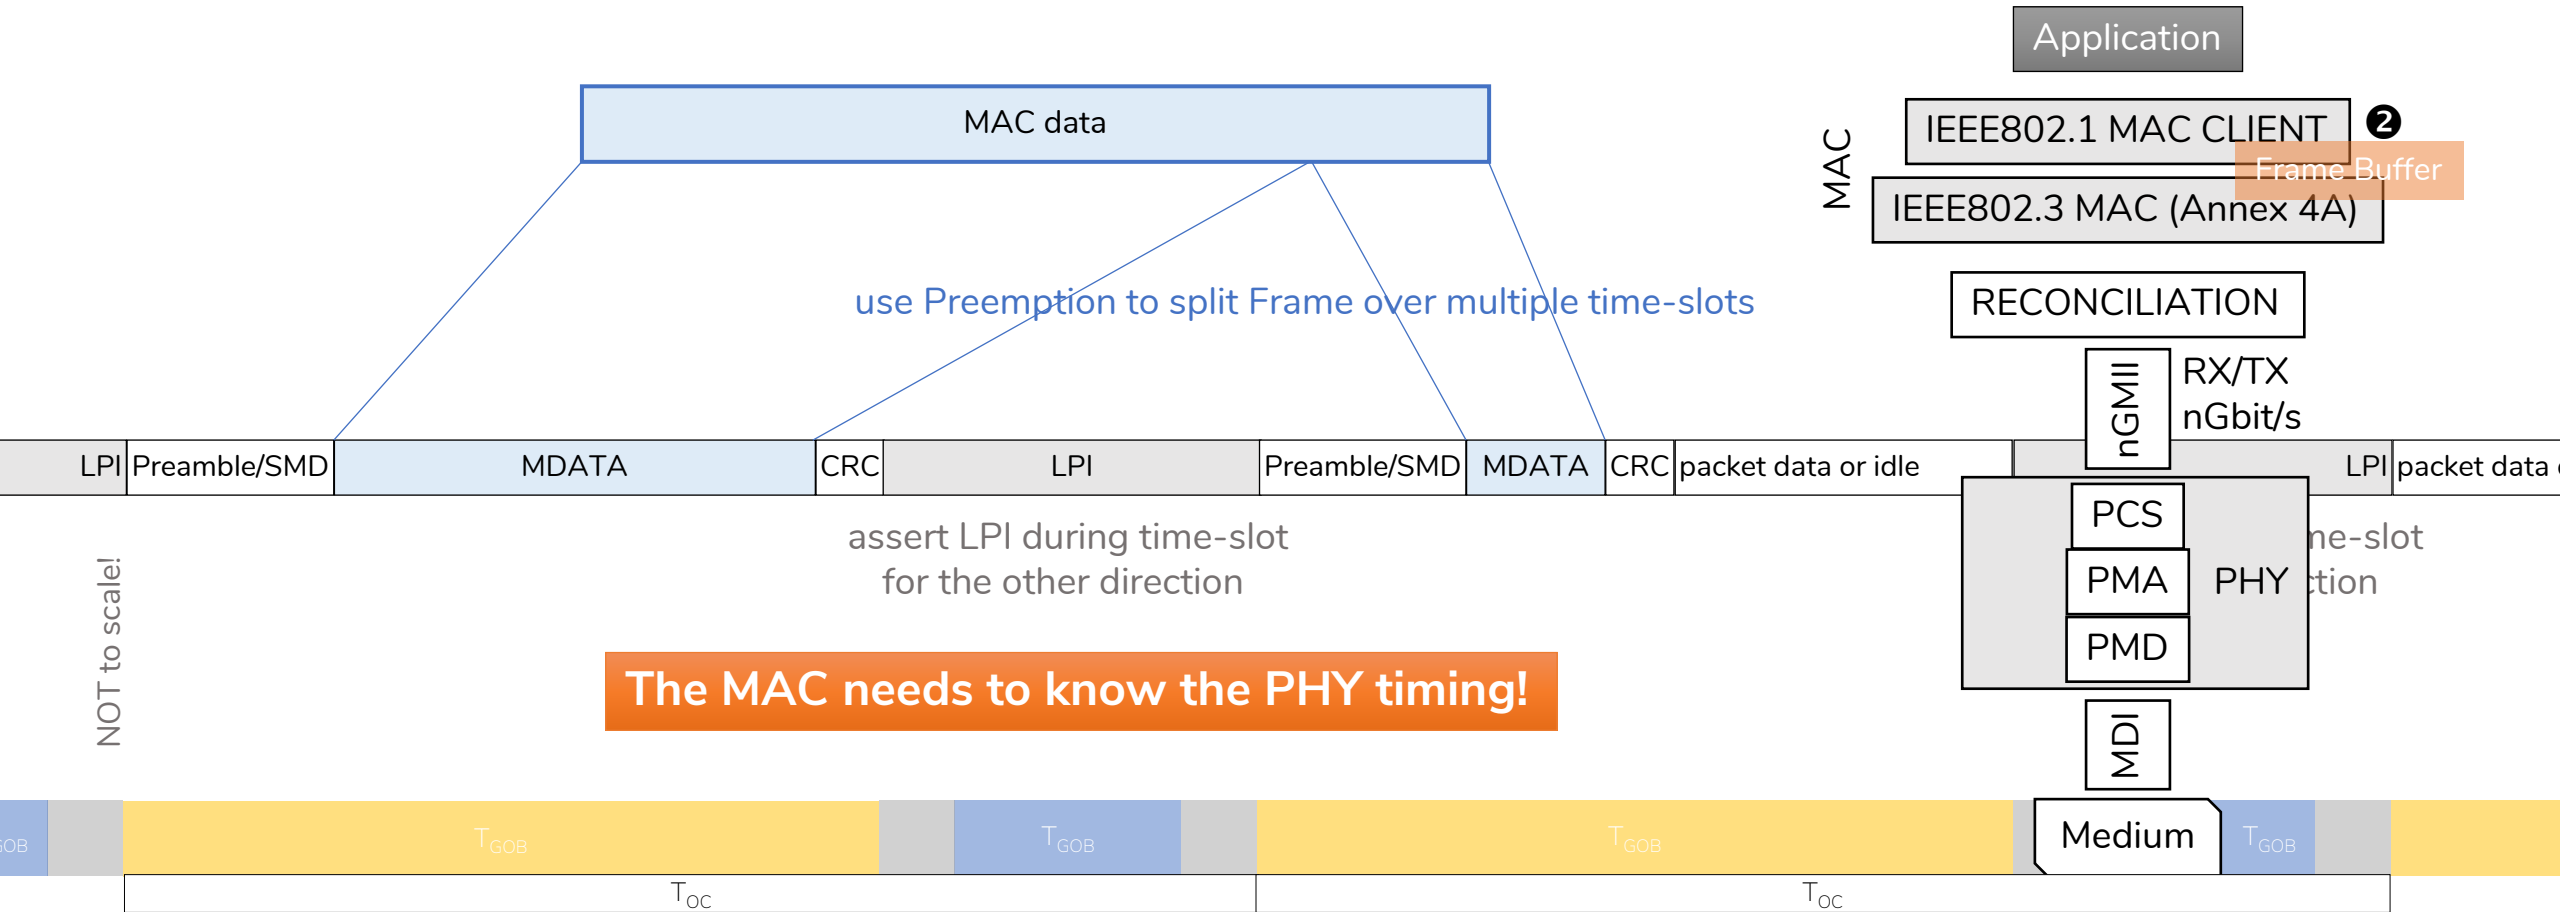 Application
MAC data
IEEE802.1 MAC CLIENT
❷
Frame Buffer
MAC
IEEE802.3 MAC (Annex 4A)
use Preemption to split Frame over multiple time-slots
RECONCILIATION
nGMII
RX/TX
nGbit/s
LPI
Preamble/SMD
MDATA
CRC
LPI
Preamble/SMD
MDATA
CRC
packet data or idle
LPI
packet data
assert LPI during time-slot
for the other direction
PCS
PMA
PHY
PMD
NOT to scale!
The MAC needs to know the PHY timing!
MDI
Medium
GOB
TGOB
TGOB
TGOB
TGOB
TOC
TOC